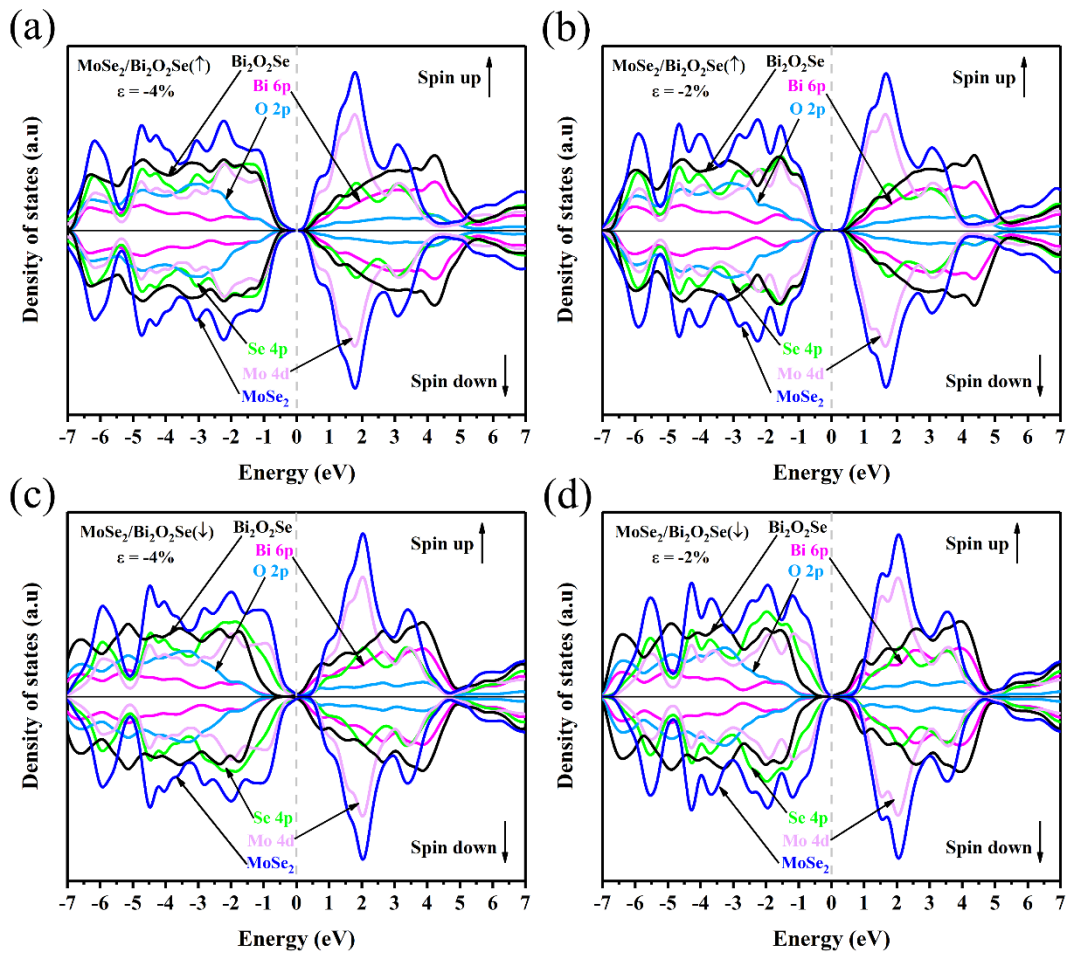 (a)
MoSe₂/Bi₂O₂Se(↑)
ε = -4%
Bi₂O₂Se
Bi 6p
O 2p
Spin up
Se 4p
Mo 4d
MoSe₂
Spin down
Density of states (a.u)
-7 -6 -5 -4 -3 -2 -1 0 1 2 3 4 5 6 7
Energy (eV)
(b)
MoSe₂/Bi₂O₂Se(↑)
ε = -2%
Bi₂O₂Se
Bi 6p
O 2p
Spin up
Se 4p
Mo 4d
MoSe₂
Spin down
Density of states (a.u)
-7 -6 -5 -4 -3 -2 -1 0 1 2 3 4 5 6 7
Energy (eV)
(c)
MoSe₂/Bi₂O₂Se(↓)
ε = -4%
Bi₂O₂Se
Bi 6p
O 2p
Spin up
Se 4p
Mo 4d
MoSe₂
Spin down
Density of states (a.u)
-7 -6 -5 -4 -3 -2 -1 0 1 2 3 4 5 6 7
Energy (eV)
(d)
MoSe₂/Bi₂O₂Se(↓)
ε = -2%
Bi₂O₂Se
Bi 6p
O 2p
Spin up
Se 4p
Mo 4d
MoSe₂
Spin down
Density of states (a.u)
-7 -6 -5 -4 -3 -2 -1 0 1 2 3 4 5 6 7
Energy (eV)